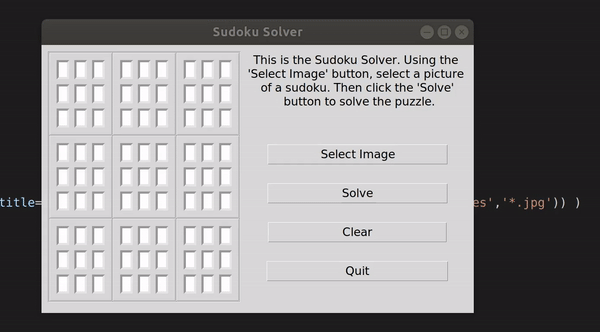 Sudoku Solver
This is the Sudoku Solver. Using the
'Select Image' button, select a picture
of a sudoku. Then click the 'Solve'
button to solve the puzzle.
Select Image
Solve
title=
es','*.jpg')) )
Clear
Quit